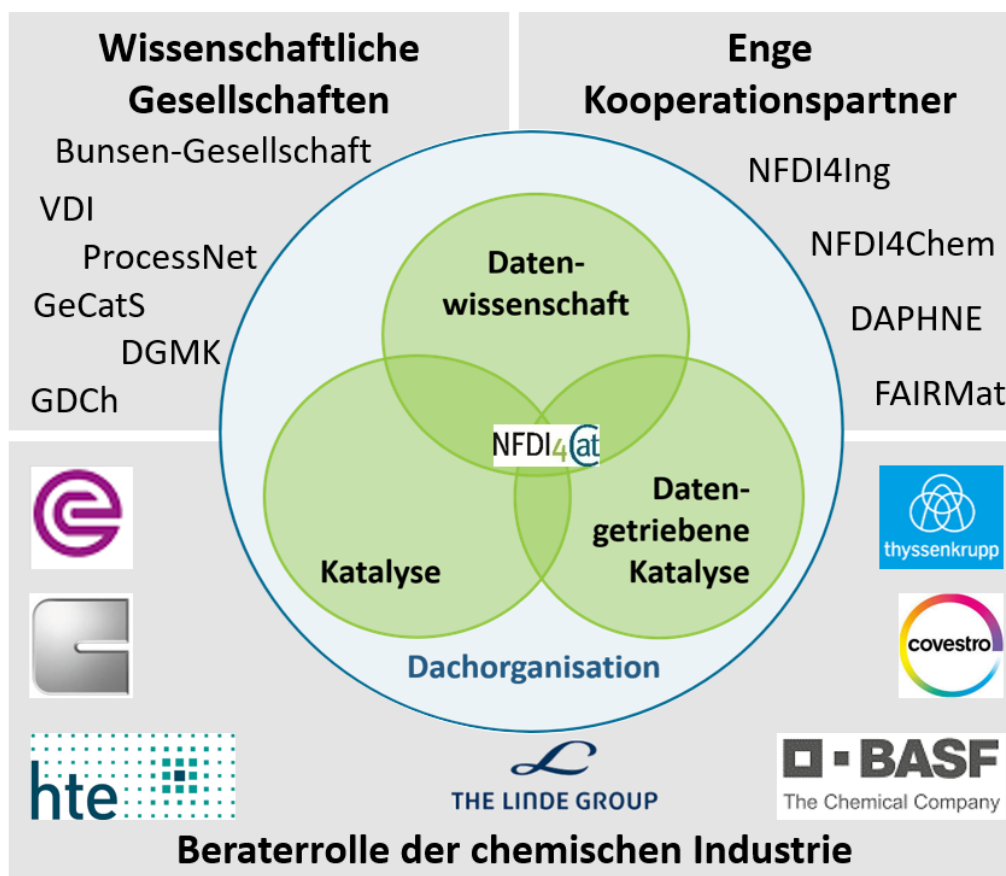 Wissenschaftliche
Gesellschaften
Bunsen-Gesellschaft
VDI
ProcessNet
GeCatS
DGMK
GDCh
Enge
Kooperationspartner
NFDI4Ing
NFDI4Chem
DAPHNE
FAIRMat
Daten-
wissenschaft
NFDI4Cat
Katalyse
Daten-
getriebene
Katalyse
Dachorganisation
thyssenkrupp
covestro
hte
THE LINDE GROUP
BASF
The Chemical Company
Beraterrolle der chemischen Industrie